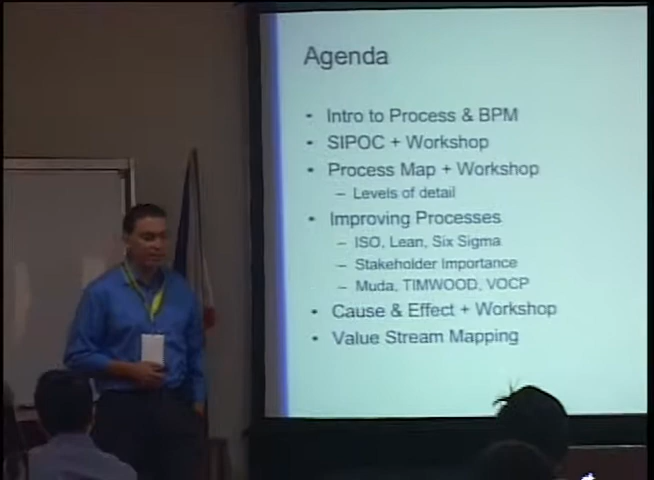 Agenda
• Intro to Process & BPM
• SIPOC + Workshop
• Process Map + Workshop
– Levels of detail
• Improving Processes
– ISO, Lean, Six Sigma
– Stakeholder Importance
– Muda, TIMWOOD, VOCP
• Cause & Effect + Workshop
• Value Stream Mapping